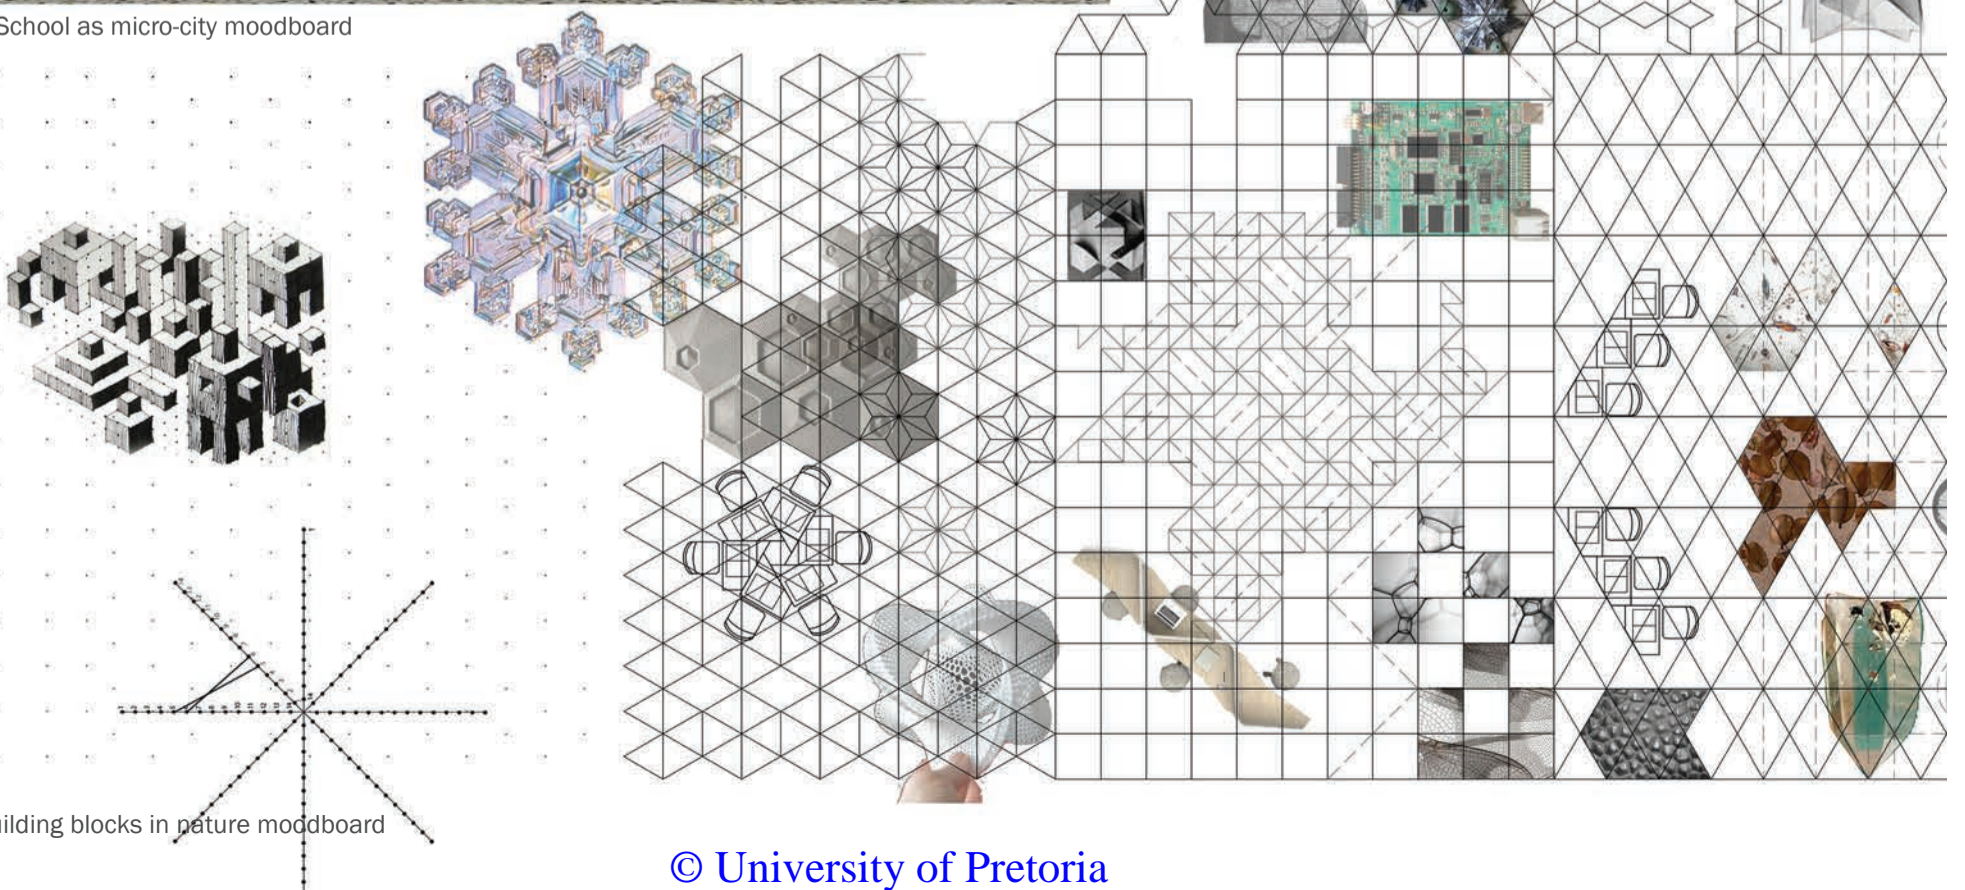 School as micro-city moodboard
ilding blocks in nature moodboard
© University of Pretoria